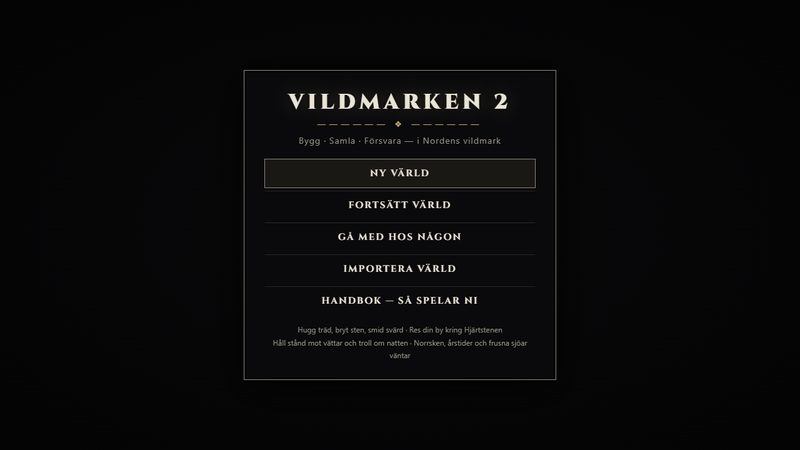 VILDMARKEN 2
Bygg · Samla · Försvara — i Nordens vildmark
NY VÄRLD
FORTSÄTT VÄRLD
GÅ MED HOS NÅGON
IMPORTERA VÄRLD
HANDBOK — SÅ SPELAR NI
Hugg träd, bryt sten, smid svärd · Res din by kring Hjärtstenen
Håll stånd mot vättar och troll om natten · Norrsken, årstider och frusna sjöar
väntar